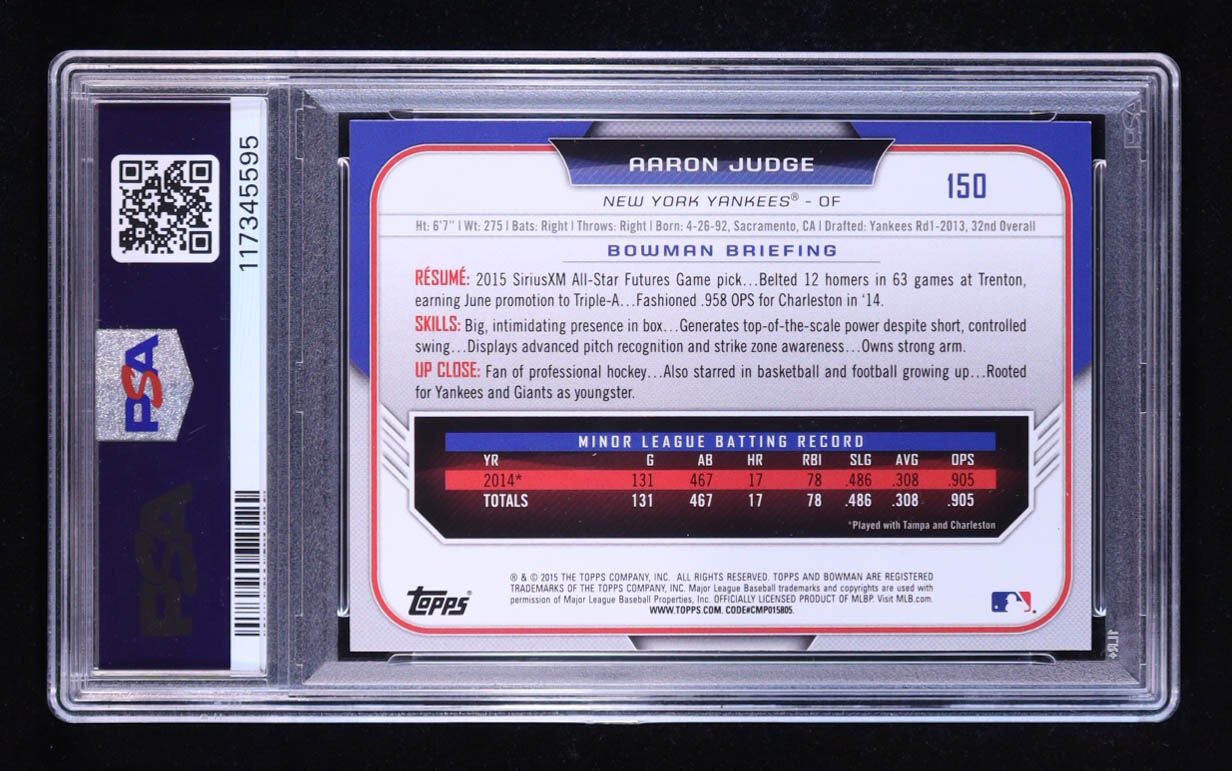 117345595
PSA
PSA
AARON JUDGE
150
NEW YORK YANKEES® - OF
Ht: 6'7" | Wt: 275 | Bats: Right | Throws: Right | Born: 4-26-92, Sacramento, CA | Drafted: Yankees Rd1-2013, 32nd Overall
BOWMAN BRIEFING
RÉSUMÉ: 2015 SiriusXM All-Star Futures Game pick...Belted 12 homers in 63 games at Trenton,
earning June promotion to Triple-A...Fashioned .958 OPS for Charleston in '14.
SKILLS: Big, intimidating presence in box...Generates top-of-the-scale power despite short, controlled
swing...Displays advanced pitch recognition and strike zone awareness...Owns strong arm.
UP CLOSE: Fan of professional hockey...Also starred in basketball and football growing up...Rooted
for Yankees and Giants as youngster.
MINOR LEAGUE BATTING RECORD
YR G AB HR RBI SLG AVG OPS
2014* 131 467 17 78 .486 .308 .905
TOTALS 131 467 17 78 .486 .308 .905
*Played with Tampa and Charleston
® & © 2015 THE TOPPS COMPANY, INC. ALL RIGHTS RESERVED. TOPPS AND BOWMAN ARE REGISTERED
TRADEMARKS OF THE TOPPS COMPANY, INC. Major League Baseball trademarks and copyrights are used with
permission of Major League Baseball Properties, Inc. OFFICIALLY LICENSED PRODUCT OF MLBP. Visit MLB.com.
WWW.TOPPS.COM. CODE#CMP015805.
topps®